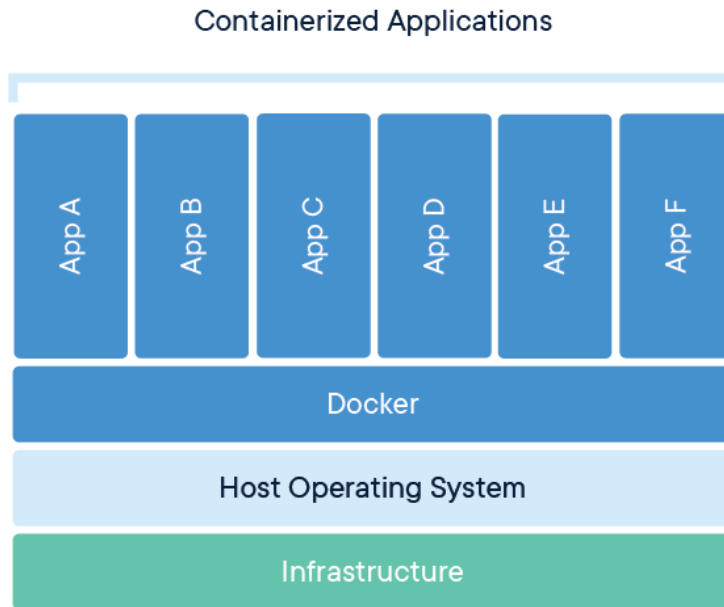 Containerized Applications
App A
App B
App C
App D
App E
App F
Docker
Host Operating System
Infrastructure